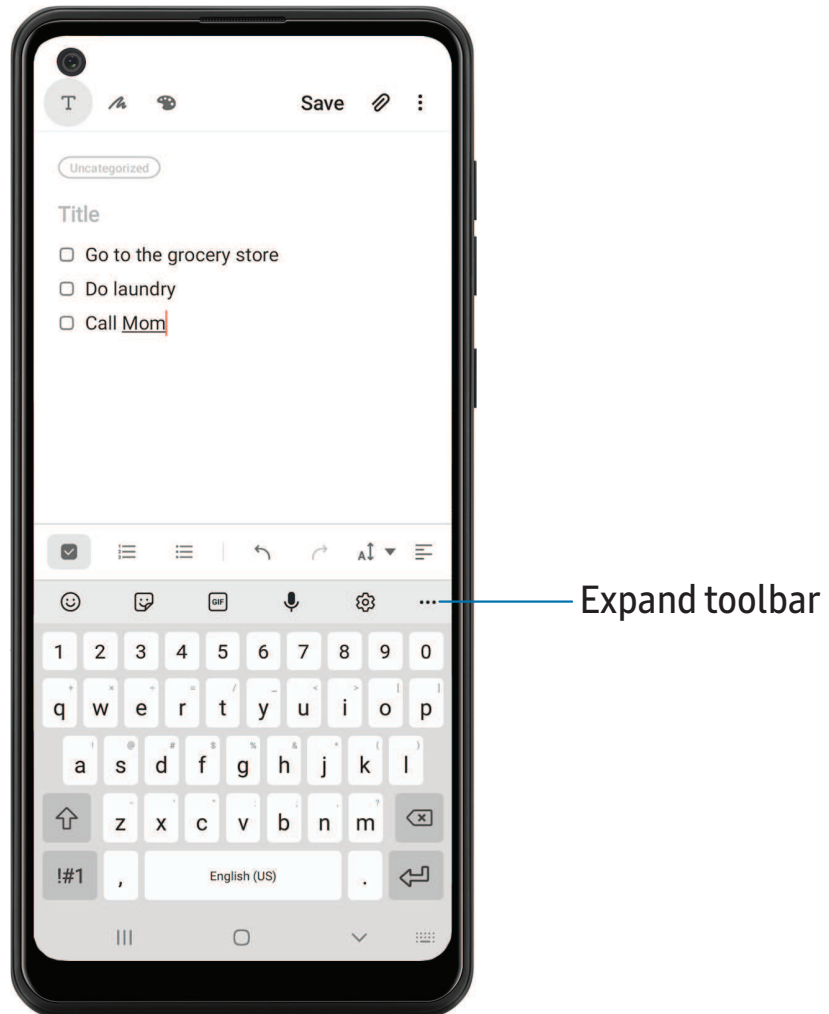 T Save
Uncategorized
Title
Go to the grocery store
Do laundry
Call Mom
A
GIF
Expand toolbar
1 2 3 4 5 6 7 8 9 0
q w e r t y u i o p
a s d f g h j k l
z x c v b n m
!#1 , English (US) .